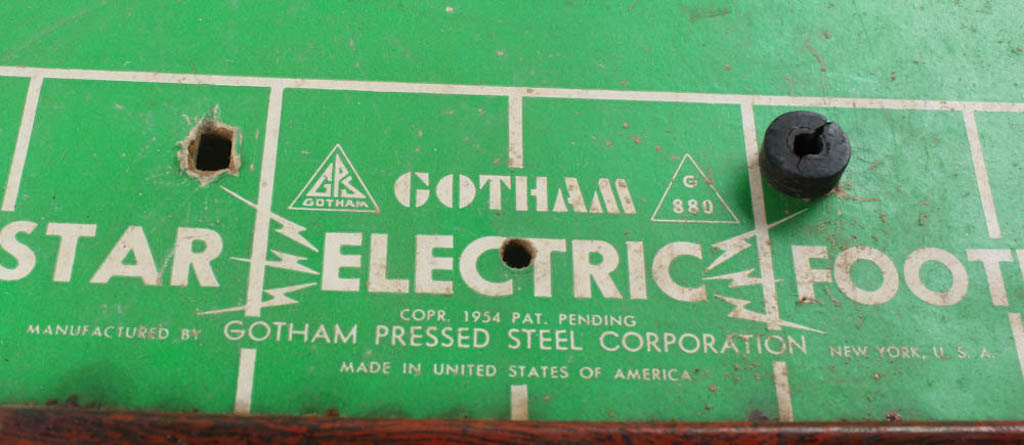 GPS
GOTHAM
GOTHAM
G
880
STAR ELECTRIC FOOT
COPR. 1954 PAT. PENDING
MANUFACTURED BY GOTHAM PRESSED STEEL CORPORATION NEW YORK, U. S. A.
MADE IN UNITED STATES OF AMERICA